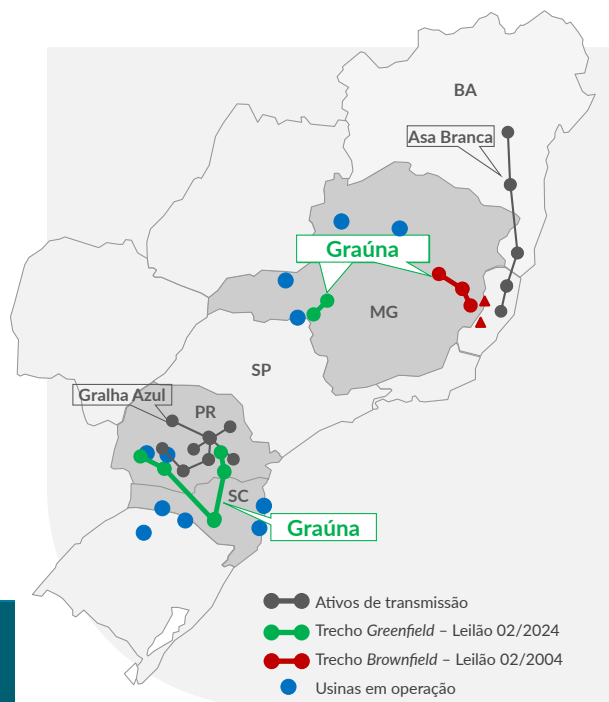 BA
Asa Branca
Graúna
MG
SP
Gralha Azul
PR
SC
Graúna
Ativos de transmissão
Trecho Greenfield – Leilão 02/2024
Trecho Brownfield – Leilão 02/2004
Usinas em operação